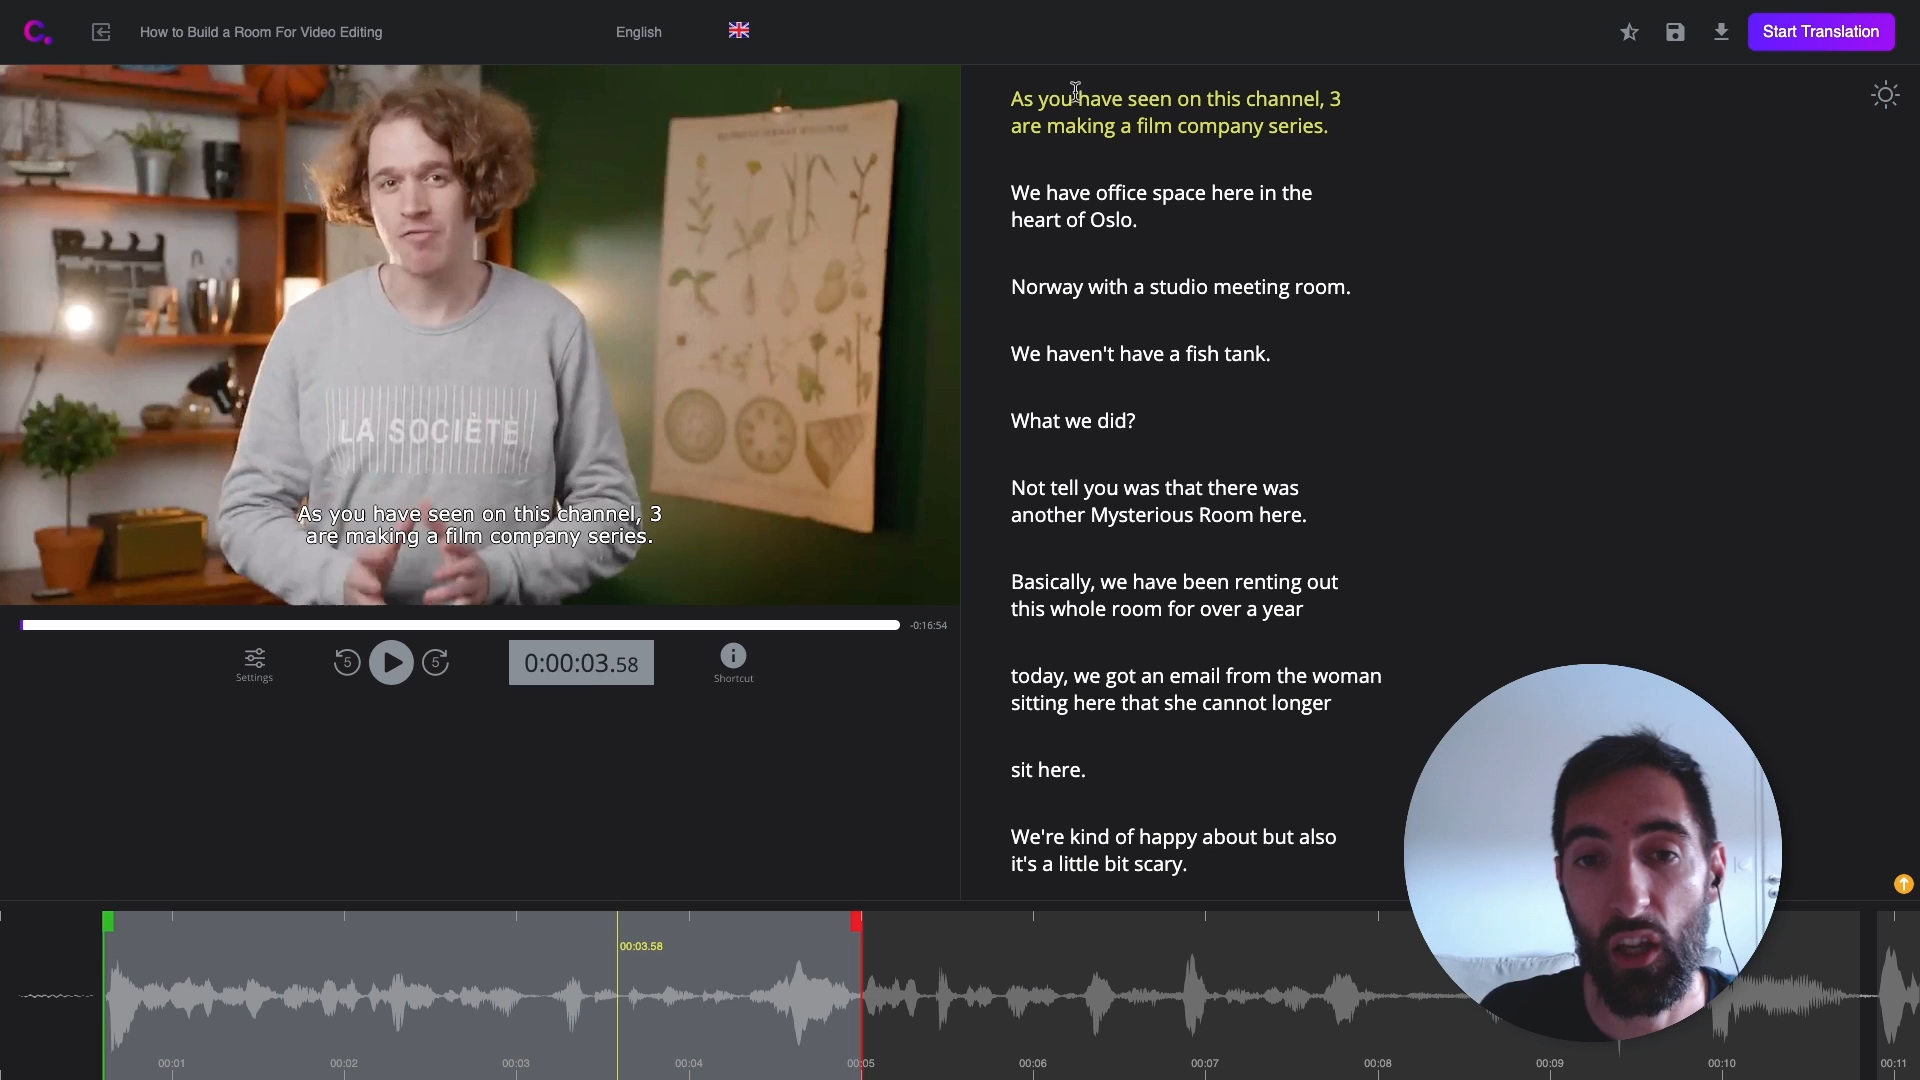 C.
How to Build a Room For Video Editing
English
Start Translation
LA SOCIÈTÈ
As you have seen on this channel, 3
are making a film company series.
-0:16:54
Settings
5
5
0:00:03.58
Shortcut
As you have seen on this channel, 3
are making a film company series.
We have office space here in the
heart of Oslo.
Norway with a studio meeting room.
We haven't have a fish tank.
What we did?
Not tell you was that there was
another Mysterious Room here.
Basically, we have been renting out
this whole room for over a year
today, we got an email from the woman
sitting here that she cannot longer
sit here.
We're kind of happy about but also
it's a little bit scary.
00:03.58
00:01
00:02
00:03
00:04
00:05
00:06
00:07
00:08
00:09
00:10
00:11